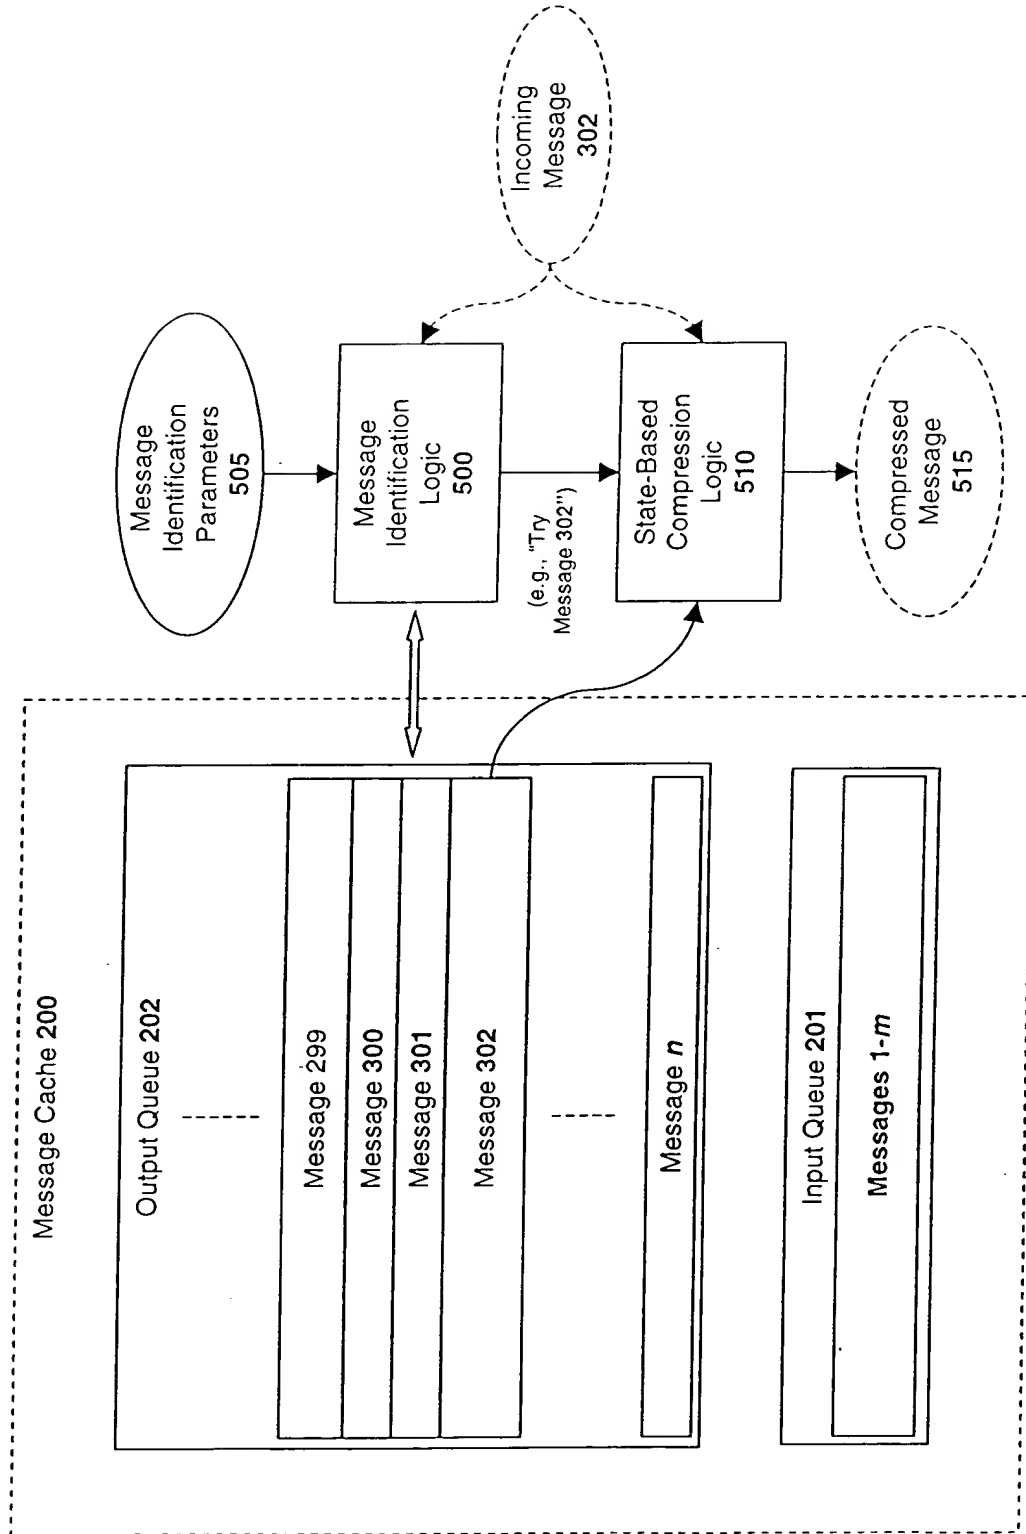 Message Cache 200
Output Queue 202
Message 299
Message 300
Message 301
Message 302
Message n
Input Queue 201
Messages 1-m
Message
Identification
Parameters
505
Message
Identification
Logic
500
(e.g., "Try
Message 302")
State-Based
Compression
Logic
510
Compressed
Message
515
Incoming
Message
302